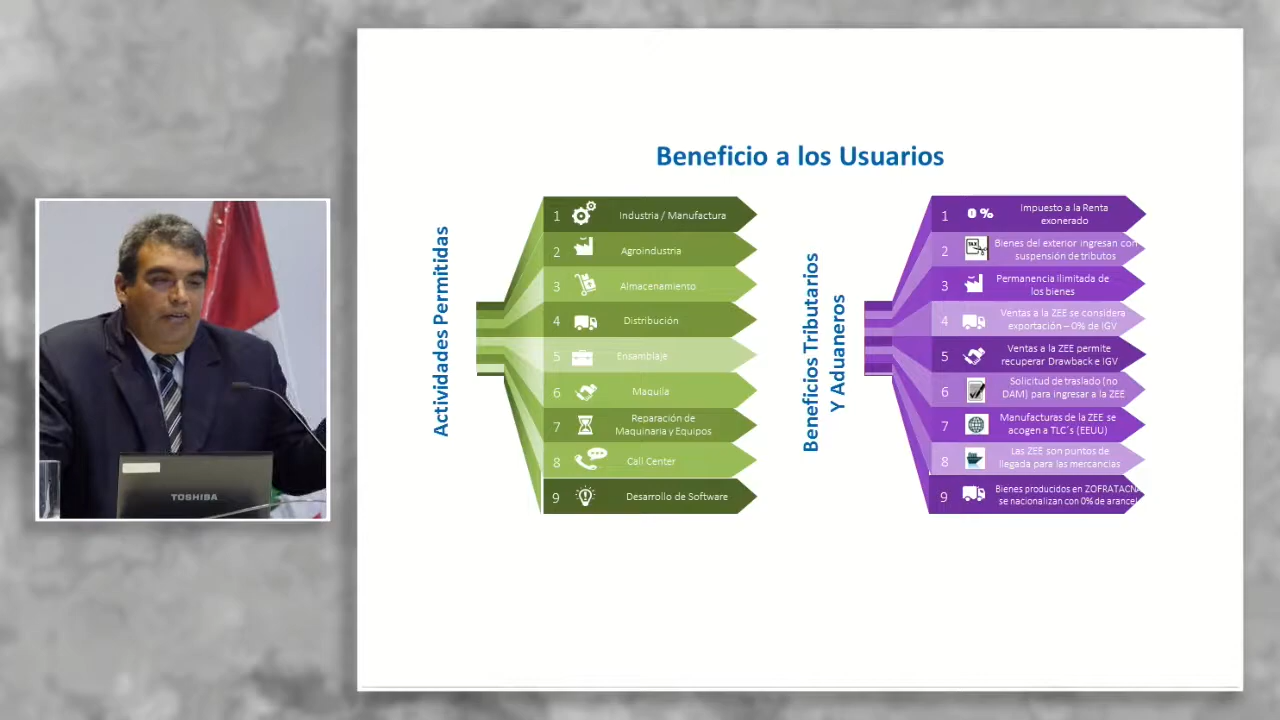 Beneficio a los Usuarios
Actividades Permitidas
1 Industria / Manufactura
2 Agroindustria
3 Almacenamiento
4 Distribución
5 Ensamblaje
6 Maquila
7 Reparación de
Maquinaria y Equipos
8 Call Center
9 Desarrollo de Software
Beneficios Tributarios
Y Aduaneros
1 0 % Impuesto a la Renta
exonerado
2 TAX Bienes del exterior ingresan con
suspensión de tributos
3 Permanencia ilimitada de
los bienes
4 Ventas a la ZEE se considera
exportación – 0% de IGV
5 Ventas a la ZEE permite
recuperar Drawback e IGV
6 Solicitud de traslado (no
DAM) para ingresar a la ZEE
7 Manufacturas de la ZEE se
acogen a TLC´s (EEUU)
8 Las ZEE son puntos de
llegada para las mercancias
9 Bienes producidos en ZOFRATACNA
se nacionalizan con 0% de arancel
TOSHIBA